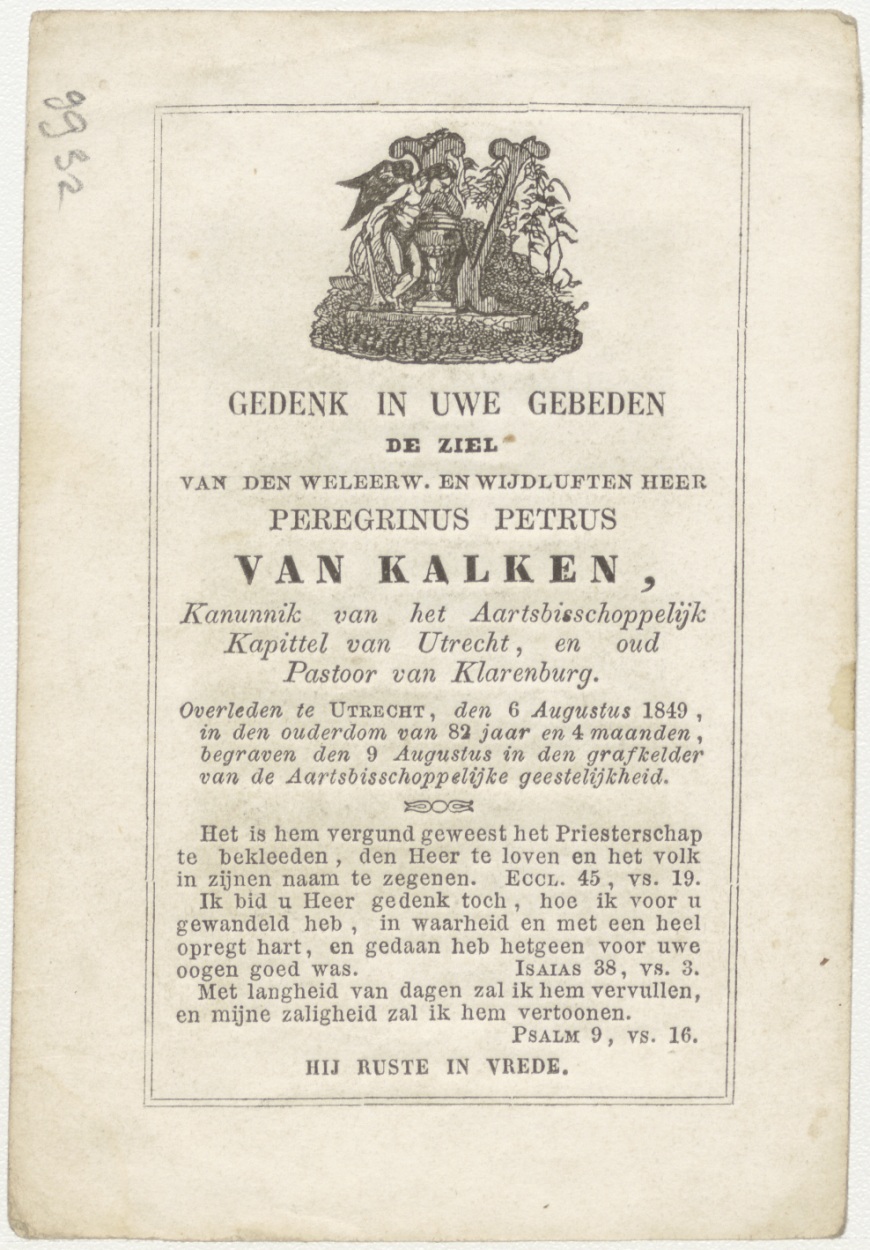 9932
GEDENK IN UWE GEBEDEN
DE ZIEL
VAN DEN WELEERW. EN WIJDLUFTEN HEER
PEREGRINUS PETRUS
VAN KALKEN,
Kanunnik van het Aartsbisschoppelijk
Kapittel van Utrecht, en oud
Pastoor van Klarenburg.
Overleden te UTRECHT, den 6 Augustus 1849,
in den ouderdom van 82 jaar en 4 maanden,
begraven den 9 Augustus in den grafkelder
van de Aartsbisschoppelijke geestelijkheid.
Het is hem vergund geweest het Priesterschap
te bekleeden, den Heer te loven en het volk
in zijnen naam te zegenen. ECCL. 45, vs. 19.
Ik bid u Heer gedenk toch, hoe ik voor u
gewandeld heb, in waarheid en met een heel
opregt hart, en gedaan heb hetgeen voor uwe
oogen goed was. ISAIAS 38, vs. 3.
Met langheid van dagen zal ik hem vervullen,
en mijne zaligheid zal ik hem vertoonen.
PSALM 9, vs. 16.
HIJ RUSTE IN VREDE.